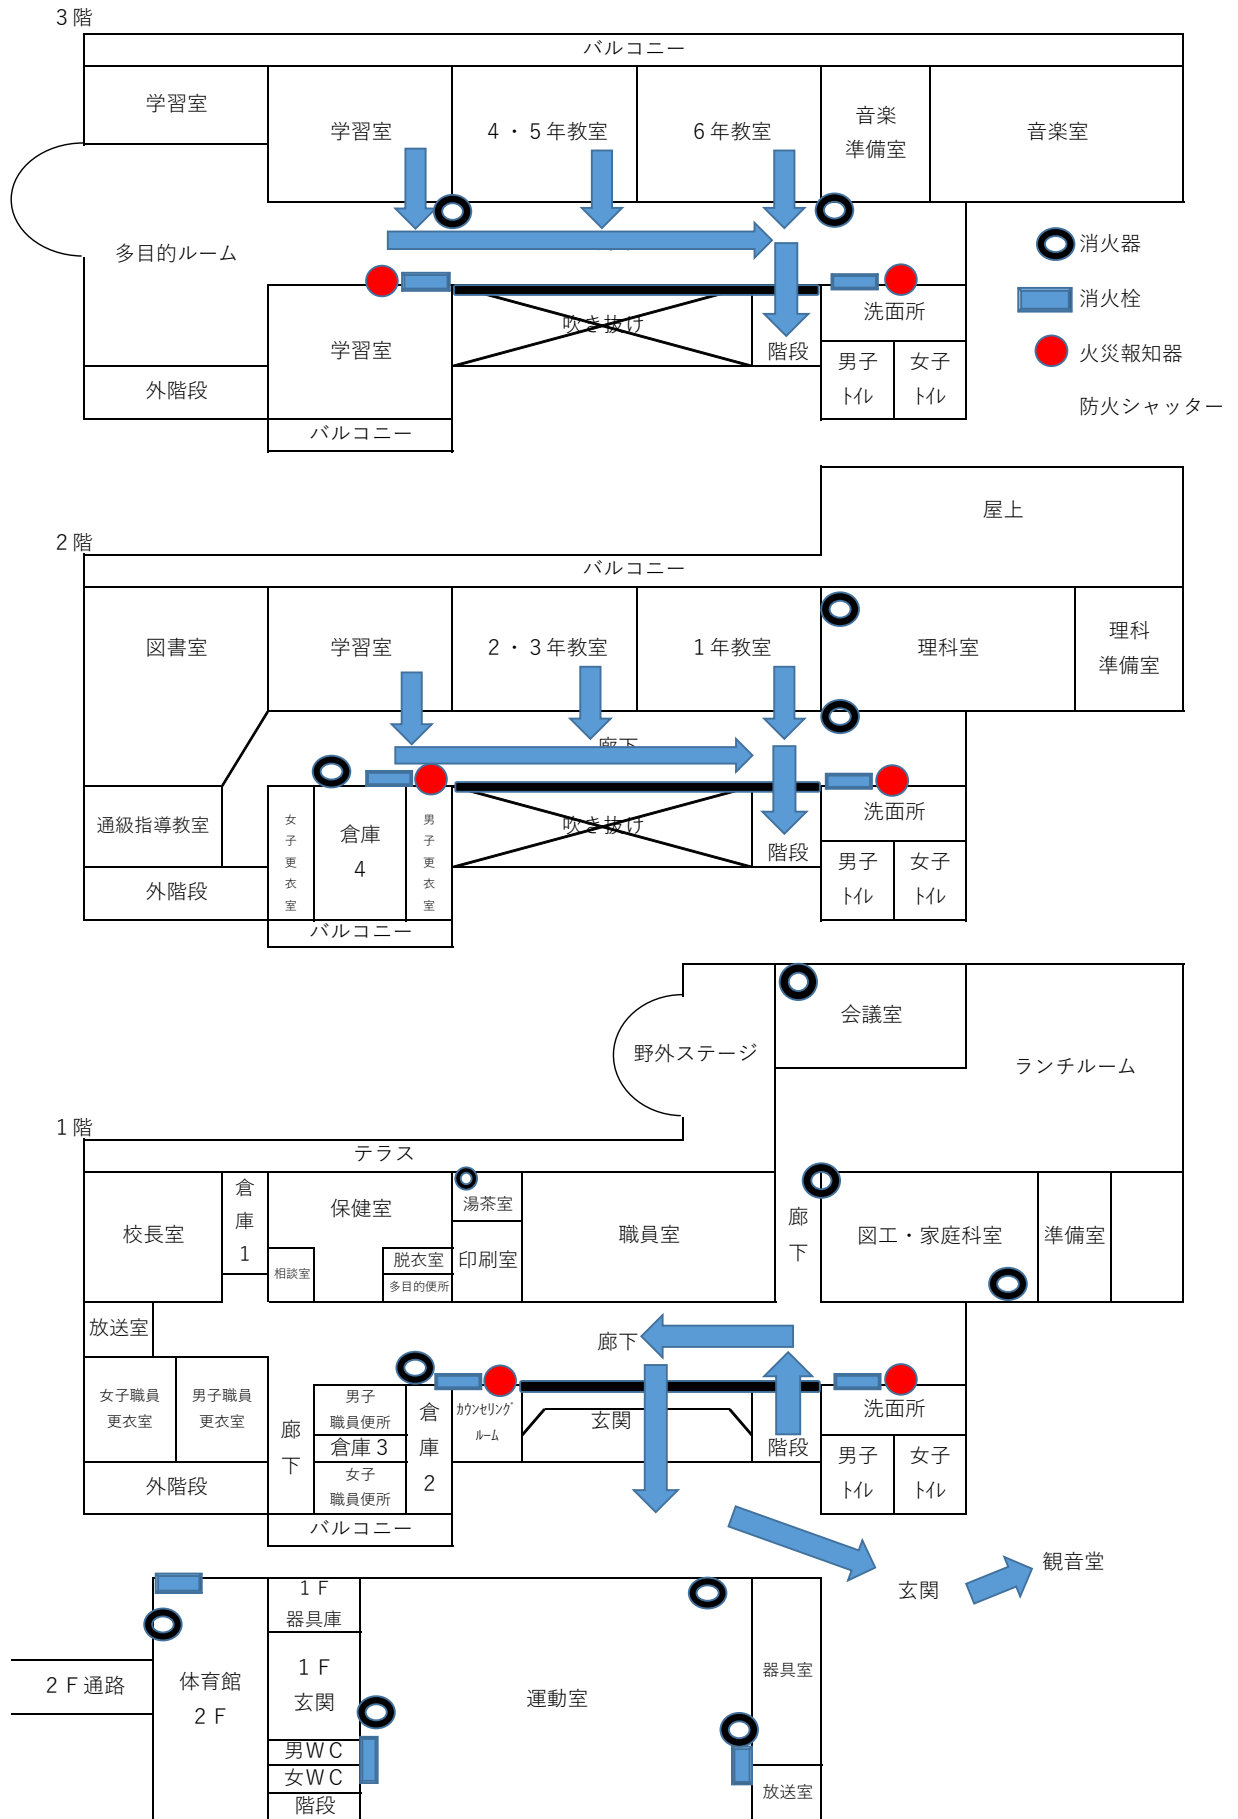 ３階
バルコニー
学習室
学習室
４・５年教室
６年教室
音楽
準備室
音楽室
多目的ルーム
消火器
消火栓
火災報知器
防火シャッター
学習室
吹き抜け
階段
洗面所
男子
ﾄｲﾚ
女子
ﾄｲﾚ
外階段
バルコニー
屋上
２階
バルコニー
図書室
学習室
２・３年教室
１年教室
理科室
理科
準備室
廊下
通級指導教室
女子更衣室
倉庫
4
男子更衣室
吹き抜け
階段
洗面所
男子
ﾄｲﾚ
女子
ﾄｲﾚ
外階段
バルコニー
野外ステージ
会議室
ランチルーム
１階
テラス
校長室
倉庫1
保健室
相談室
脱衣室
多目的便所
湯茶室
印刷室
職員室
廊下
図工・家庭科室
準備室
放送室
廊下
女子職員
更衣室
男子職員
更衣室
廊下
男子
職員便所
倉庫３
女子
職員便所
倉庫2
ｶｳﾝｾﾘﾝｸﾞ
ﾙｰﾑ
玄関
階段
洗面所
男子
ﾄｲﾚ
女子
ﾄｲﾚ
外階段
バルコニー
玄関
観音堂
２Ｆ通路
体育館
２Ｆ
１Ｆ
器具庫
１Ｆ
玄関
男ＷＣ
女ＷＣ
階段
運動室
器具室
放送室